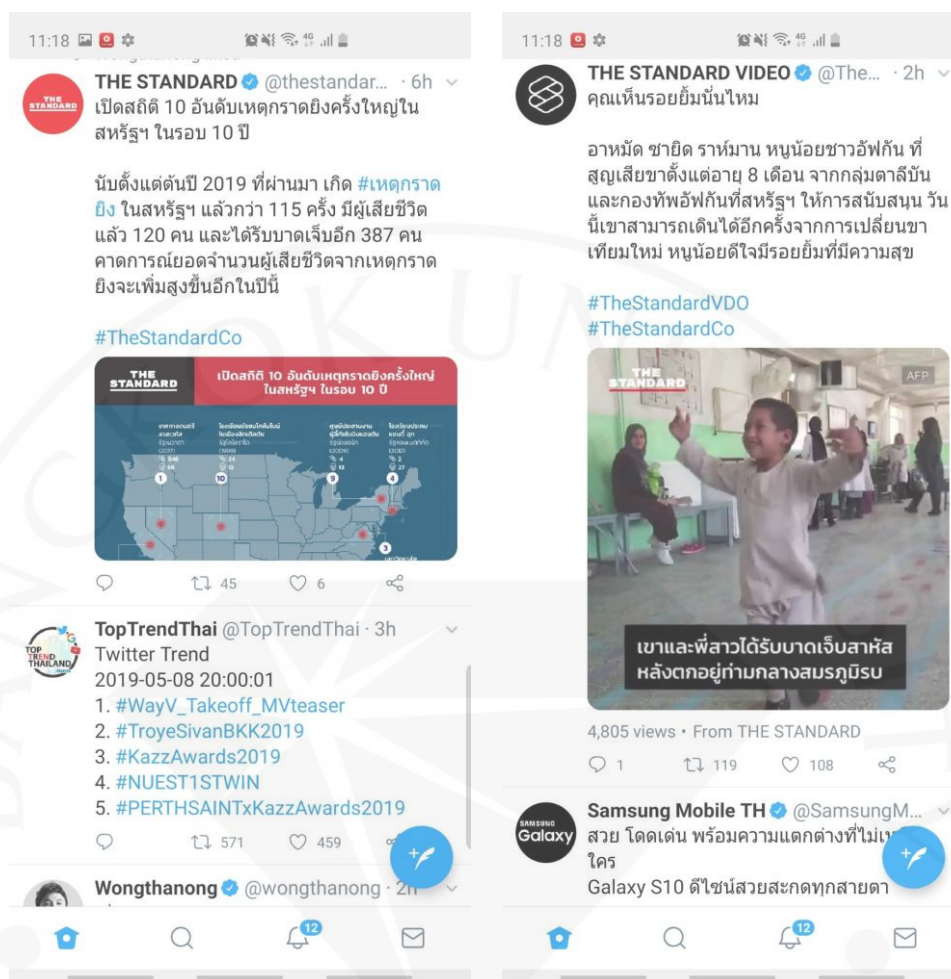 11:18
THE STANDARD @thestandar... · 6h
เปิดสถิติ 10 อันดับเหตุกราดยิงครั้งใหญ่ใน
สหรัฐฯ ในรอบ 10 ปี
นับตั้งแต่ต้นปี 2019 ที่ผ่านมา เกิด #เหตุกราด
ยิง ในสหรัฐฯ แล้วกว่า 115 ครั้ง มีผู้เสียชีวิต
แล้ว 120 คน และได้รับบาดเจ็บอีก 387 คน
คาดการณ์ยอดจำนวนผู้เสียชีวิตจากเหตุกราด
ยิงจะเพิ่มสูงขึ้นอีกในปีนี้
#TheStandardCo
THE
STANDARD
เปิดสถิติ 10 อันดับเหตุกราดยิงครั้งใหญ่
ในสหรัฐฯ ในรอบ 10 ปี
1
10
9
4
3
45
6
TopTrendThai @TopTrendThai · 3h
Twitter Trend
2019-05-08 20:00:01
1. #WayV_Takeoff_MVteaser
2. #TroyeSivanBKK2019
3. #KazzAwards2019
4. #NUEST1STWIN
5. #PERTHSAINTxKazzAwards2019
571
459
Wongthanong @wongthanong · 2h
12
11:18
4G
THE STANDARD VIDEO @The... · 2h
คุณเห็นรอยยิ้มนั่นไหม
อาหมัด ซายิด ราห์มาน หนูน้อยชาวอัฟกัน ที่
สูญเสียขาตั้งแต่อายุ 8 เดือน จากกลุ่มตาลีบัน
และกองทัพอัฟกันที่สหรัฐฯ ให้การสนับสนุน วัน
นี้เขาสามารถเดินได้อีกครั้งจากการเปลี่ยนขา
เทียมใหม่ หนูน้อยดีใจมีรอยยิ้มที่มีความสุข
#TheStandardVDO
#TheStandardCo
THE
STANDARD
AFP
เขาและพี่สาวได้รับบาดเจ็บสาหัส
หลังตกอยู่ท่ามกลางสมรภูมิรบ
4,805 views • From THE STANDARD
1
119
108
SAMSUNG
Galaxy
Samsung Mobile TH @SamsungM...
สวย โดดเด่น พร้อมความแตกต่างที่
ใคร
Galaxy S10 ดีไซน์สวยสะกดทุกสายตา
12